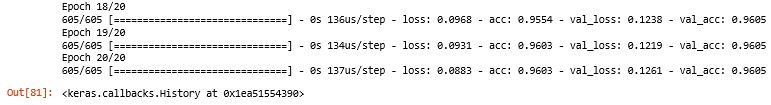 Epoch 18/20
605/605 [==============================] - 0s 136us/step - loss: 0.0968 - acc: 0.9554 - val_loss: 0.1238 - val_acc: 0.9605
Epoch 19/20
605/605 [==============================] - 0s 134us/step - loss: 0.0931 - acc: 0.9603 - val_loss: 0.1219 - val_acc: 0.9605
Epoch 20/20
605/605 [==============================] - 0s 137us/step - loss: 0.0883 - acc: 0.9603 - val_loss: 0.1261 - val_acc: 0.9605
Out[81]: <keras.callbacks.History at 0x1ea51554390>